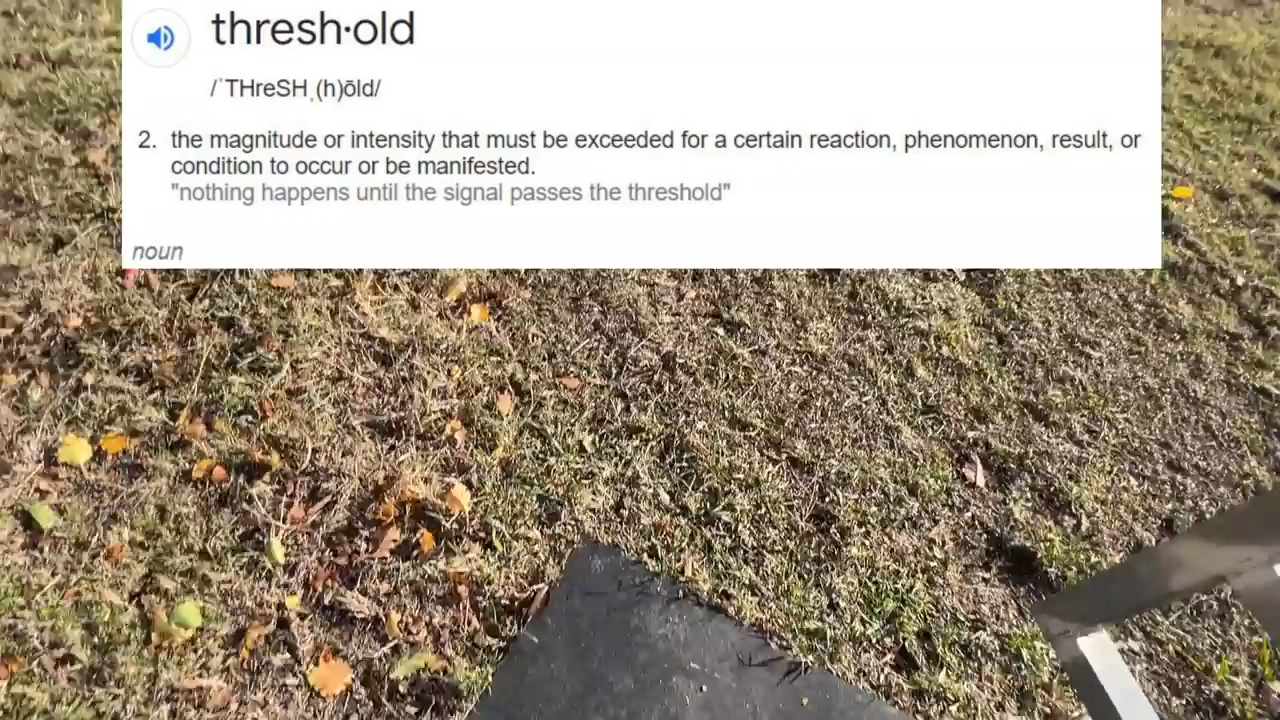 thresh·old
/ˈTHreSHˌ(h)ōld/
2. the magnitude or intensity that must be exceeded for a certain reaction, phenomenon, result, or
condition to occur or be manifested.
"nothing happens until the signal passes the threshold"
noun